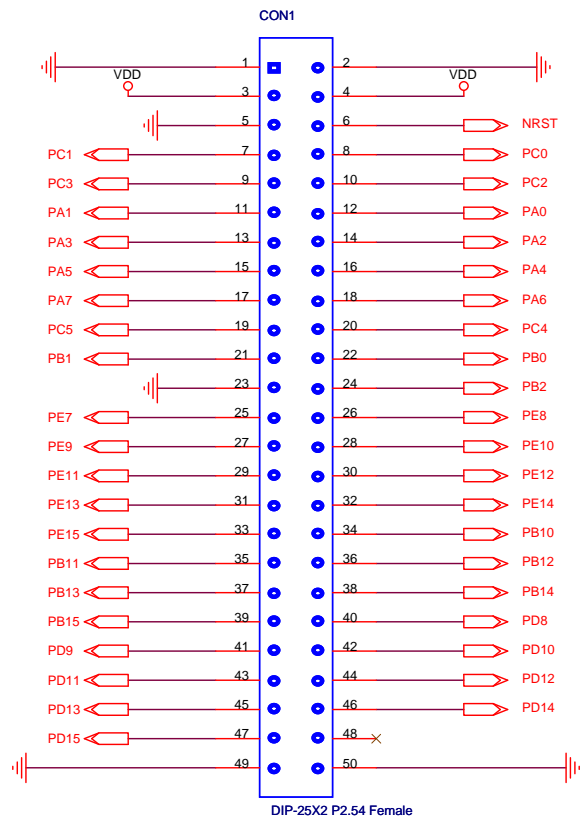 CON1
1 2
VDD VDD
3 4
5 6 NRST
PC1 7 8 PC0
PC3 9 10 PC2
PA1 11 12 PA0
PA3 13 14 PA2
PA5 15 16 PA4
PA7 17 18 PA6
PC5 19 20 PC4
PB1 21 22 PB0
23 24 PB2
PE7 25 26 PE8
PE9 27 28 PE10
PE11 29 30 PE12
PE13 31 32 PE14
PE15 33 34 PB10
PB11 35 36 PB12
PB13 37 38 PB14
PB15 39 40 PD8
PD9 41 42 PD10
PD11 43 44 PD12
PD13 45 46 PD14
PD15 47 48
49 50
DIP-25X2 P2.54 Female